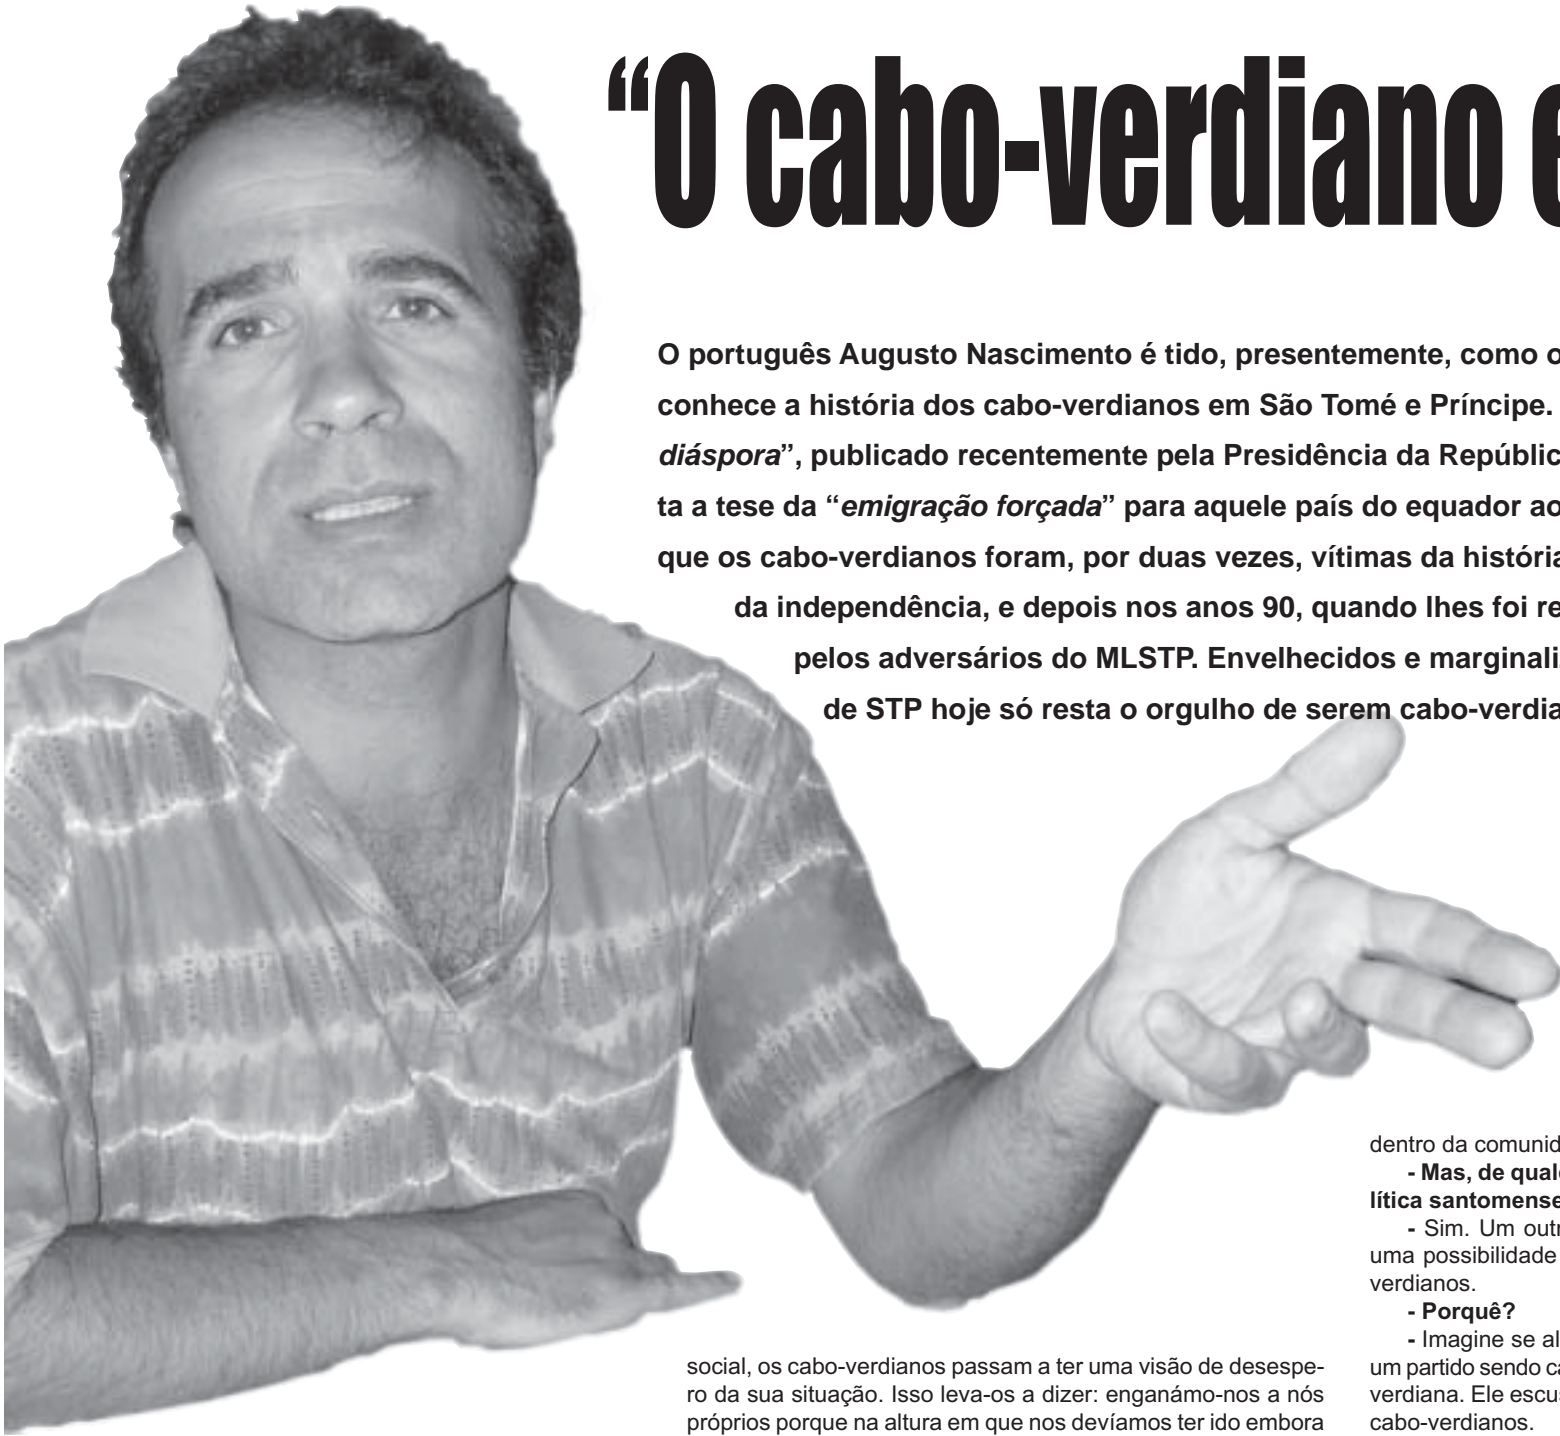 “O cabo-verdiano e
O português Augusto Nascimento é tido, presentemente, como o
conhece a história dos cabo-verdianos em São Tomé e Príncipe.
diáspora”, publicado recentemente pela Presidência da Repúblic
ta a tese da “emigração forçada” para aquele país do equador ao
que os cabo-verdianos foram, por duas vezes, vítimas da história
da independência, e depois nos anos 90, quando lhes foi re
pelos adversários do MLSTP. Envelhecidos e marginali
de STP hoje só resta o orgulho de serem cabo-verdia
social, os cabo-verdianos passam a ter uma visão de desespe-
ro da sua situação. Isso leva-os a dizer: enganámo-nos a nós
próprios porque na altura em que nos devíamos ter ido embora
dentro da comunid
- Mas, de qual
lítica santomense
- Sim. Um outr
uma possibilidade
verdianos.
- Porquê?
- Imagine se al
um partido sendo ca
verdiana. Ele escus
cabo-verdianos.